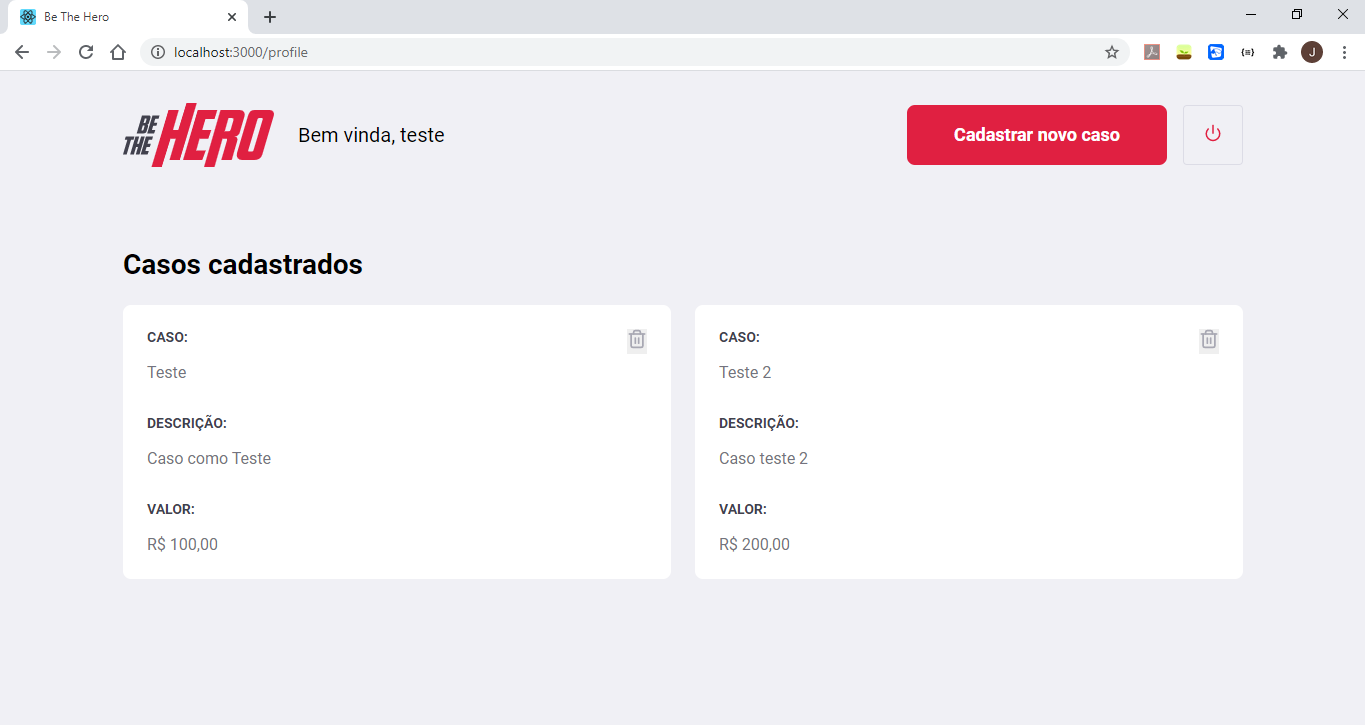 Be The Hero
localhost:3000/profile
J
BE THE HERO
Bem vinda, teste
Cadastrar novo caso
Casos cadastrados
CASO:
Teste
DESCRIÇÃO:
Caso como Teste
VALOR:
R$ 100,00
CASO:
Teste 2
DESCRIÇÃO:
Caso teste 2
VALOR:
R$ 200,00